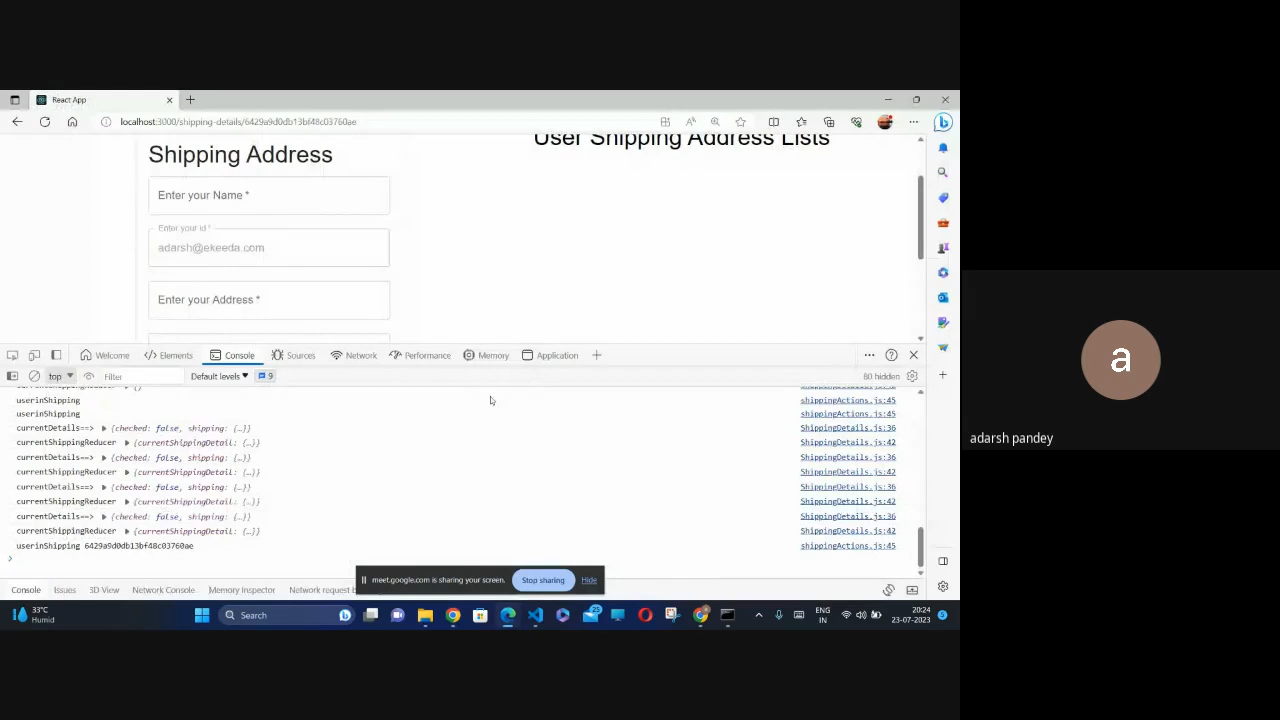 React App
localhost:3000/shipping-details/6429a9d0db13bf48c03760ae
User Shipping Address Lists
Shipping Address
Enter your Name *
Enter your id *
adarsh@ekeeda.com
Enter your Address *
Welcome
Elements
Console
Sources
Network
Performance
Memory
Application
top
Filter
Default levels
9
80 hidden
userinShipping shippingActions.js:45
userinShipping shippingActions.js:45
currentDetails==> {checked: false, shipping: {…}} ShippingDetails.js:36
currentShippingReducer {currentShippingDetail: {…}} ShippingDetails.js:42
currentDetails==> {checked: false, shipping: {…}} ShippingDetails.js:36
currentShippingReducer {currentShippingDetail: {…}} ShippingDetails.js:42
currentDetails==> {checked: false, shipping: {…}} ShippingDetails.js:36
currentShippingReducer {currentShippingDetail: {…}} ShippingDetails.js:42
currentDetails==> {checked: false, shipping: {…}} ShippingDetails.js:36
currentShippingReducer {currentShippingDetail: {…}} ShippingDetails.js:42
userinShipping 6429a9d0db13bf48c03760ae shippingActions.js:45
meet.google.com is sharing your screen.
Stop sharing
Hide
Console
Issues
3D View
Network Console
Memory Inspector
Network request b
33°C
Humid
Search
ENG
IN
20:24
23-07-2023
a
adarsh pandey